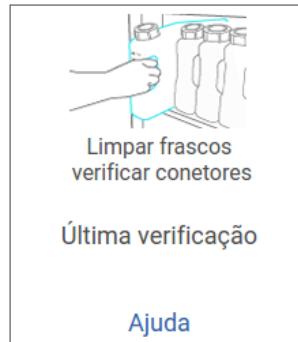 Limpar frascos
verificar conetores
Última verificação
Ajuda